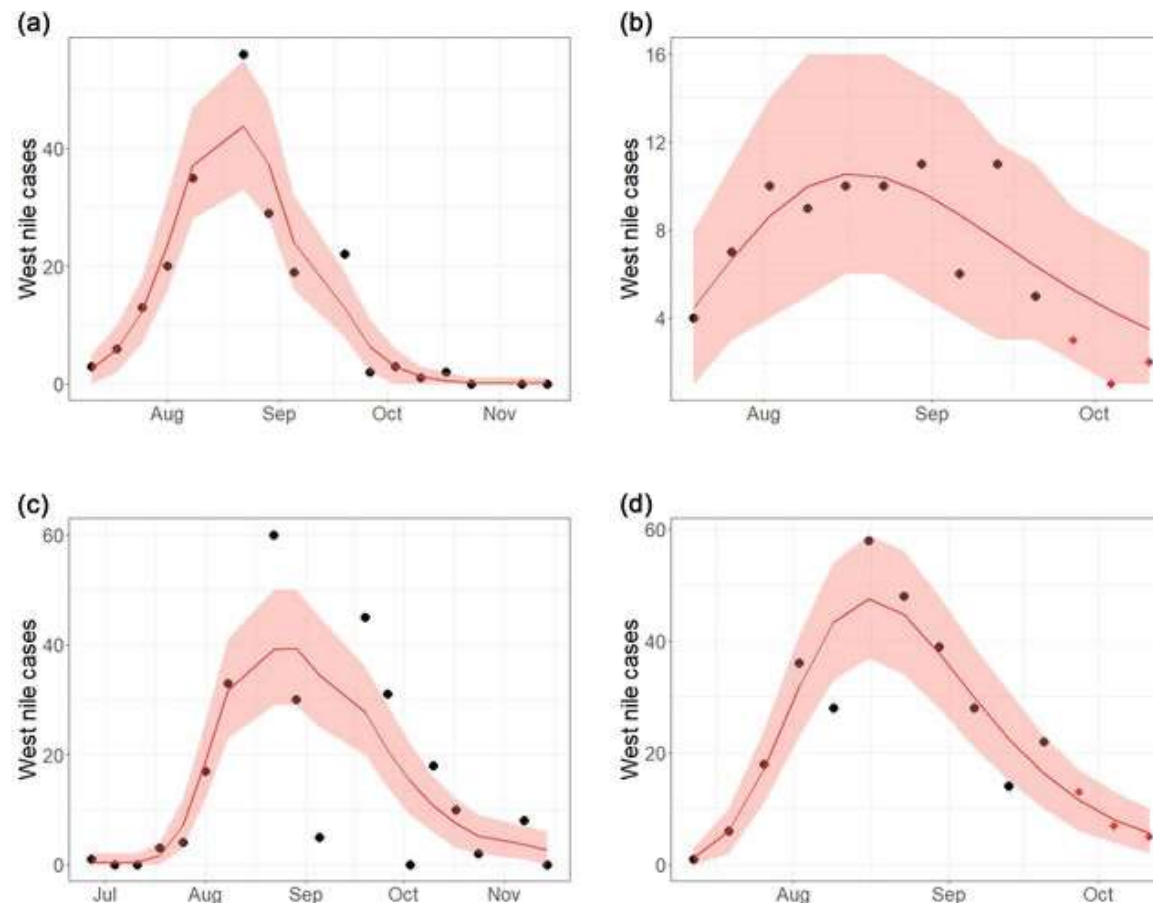 (a)
West nile cases
40
20
0
Aug Sep Oct Nov
(b)
West nile cases
16
12
8
4
Aug Sep Oct
(c)
West nile cases
60
40
20
0
Jul Aug Sep Oct Nov
(d)
West nile cases
60
40
20
0
Aug Sep Oct